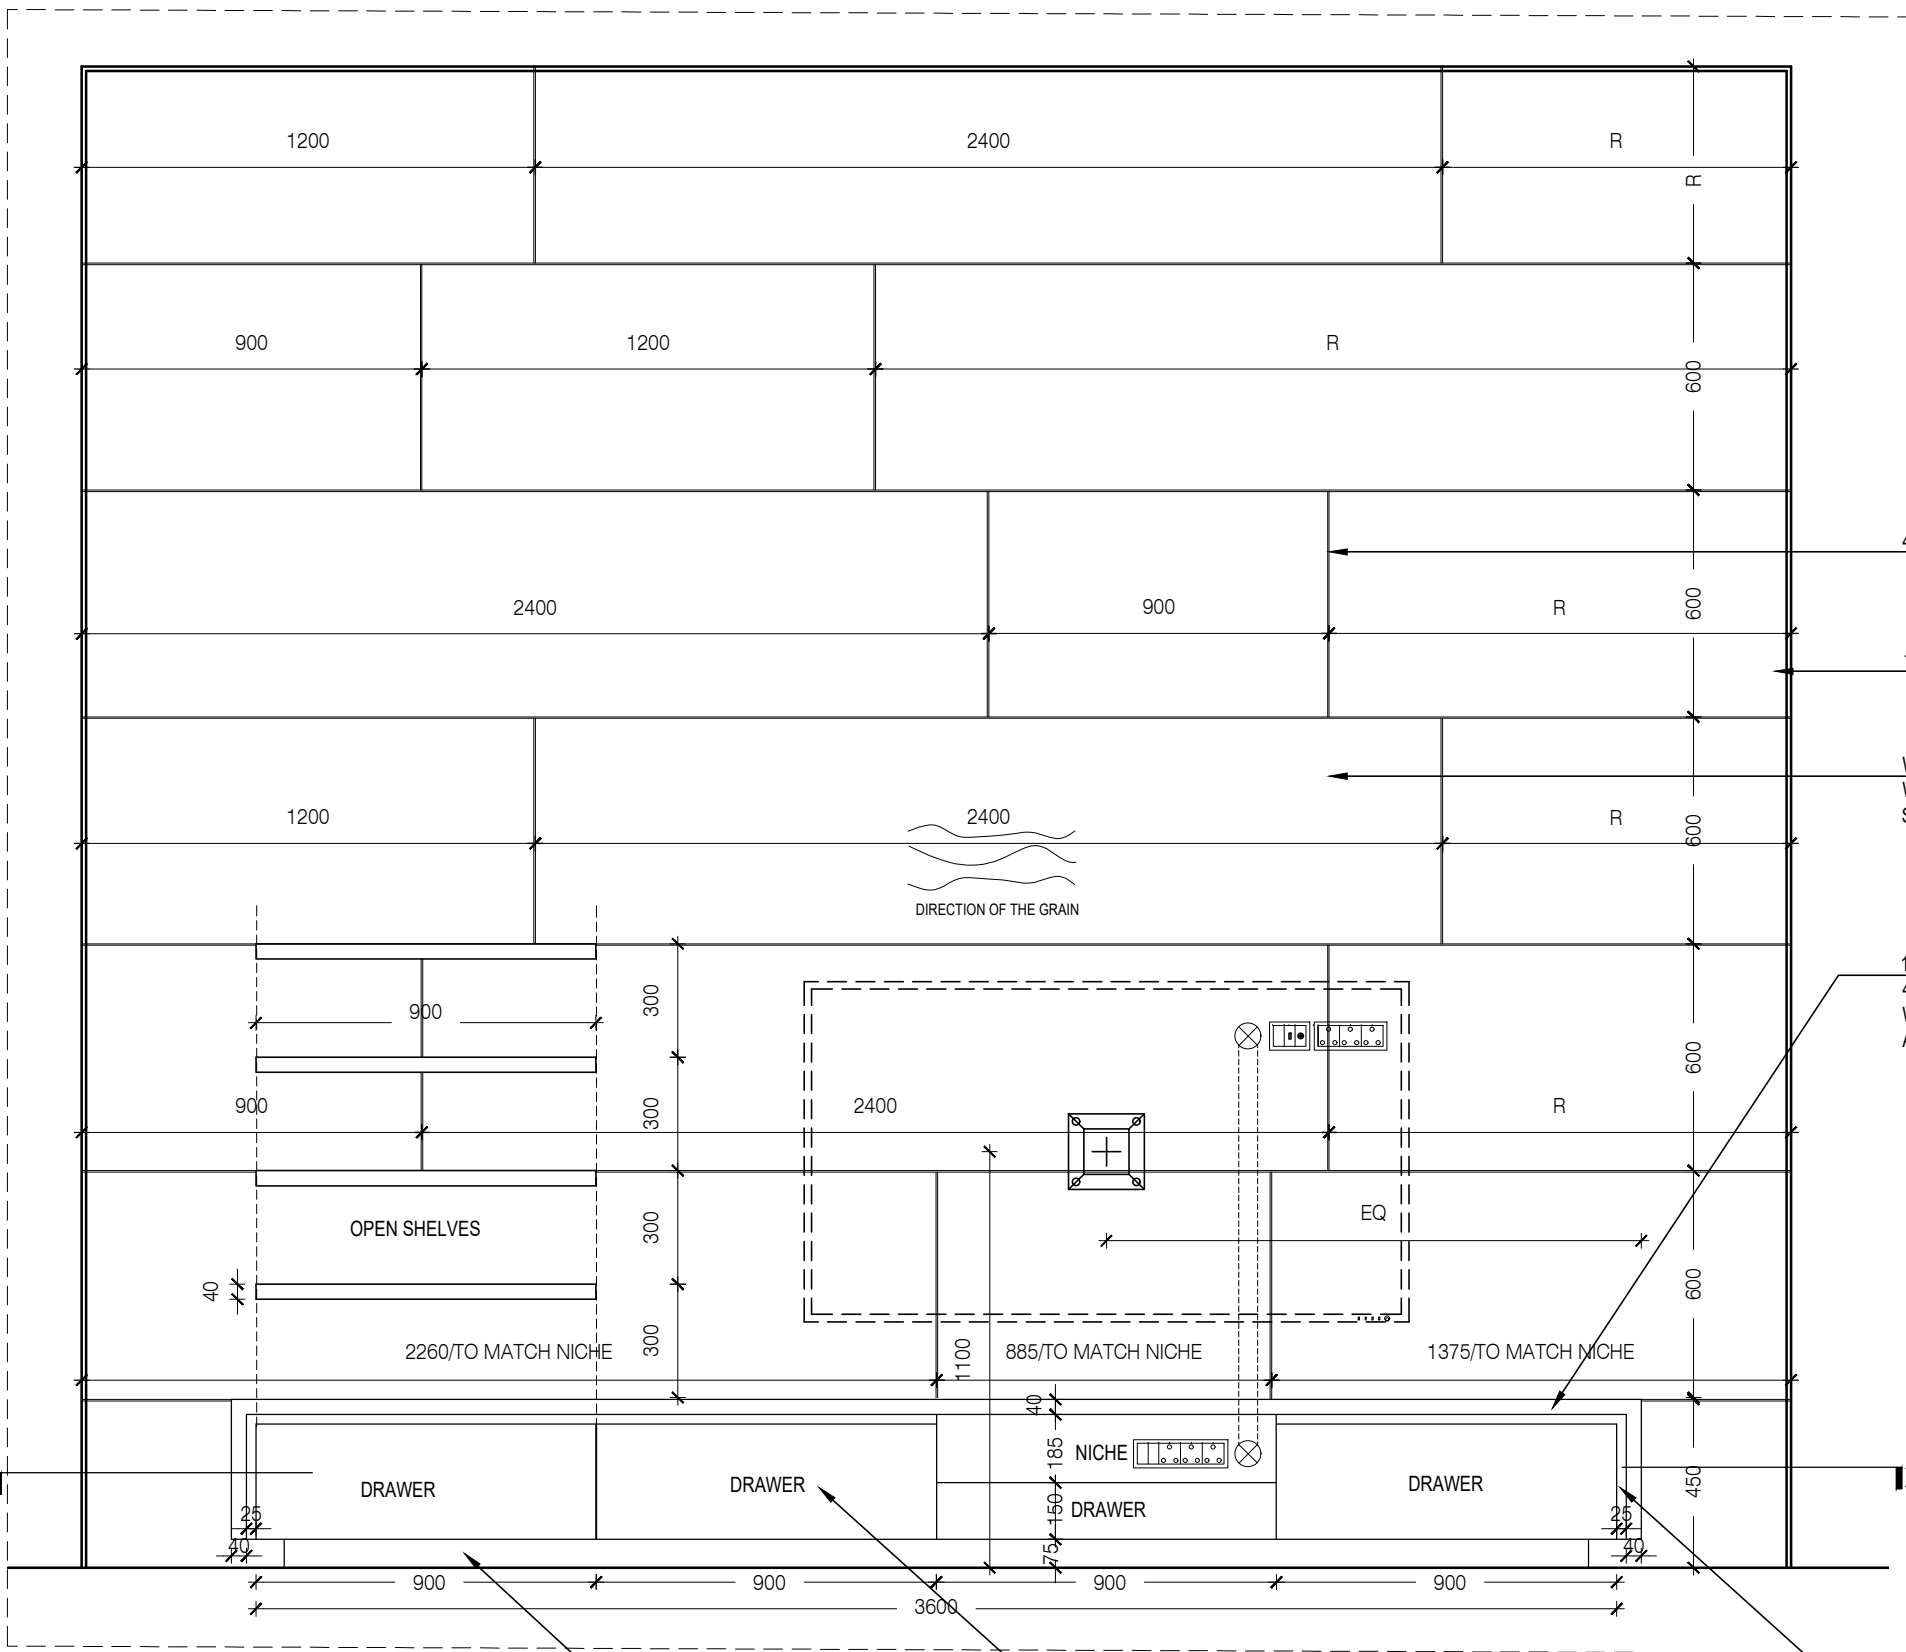 1200
2400
R
R
900
1200
R
600
2400
900
R
600
1200
2400
R
600
DIRECTION OF THE GRAIN
900
300
600
900
300
2400
R
OPEN SHELVES
300
EQ
40
600
2260/TO MATCH NICHE
300
1100
885/TO MATCH NICHE
1375/TO MATCH NICHE
40
NICHE
185
DRAWER
DRAWER
150
DRAWER
DRAWER
450
25
25
40
75
40
900
900
900
900
3600